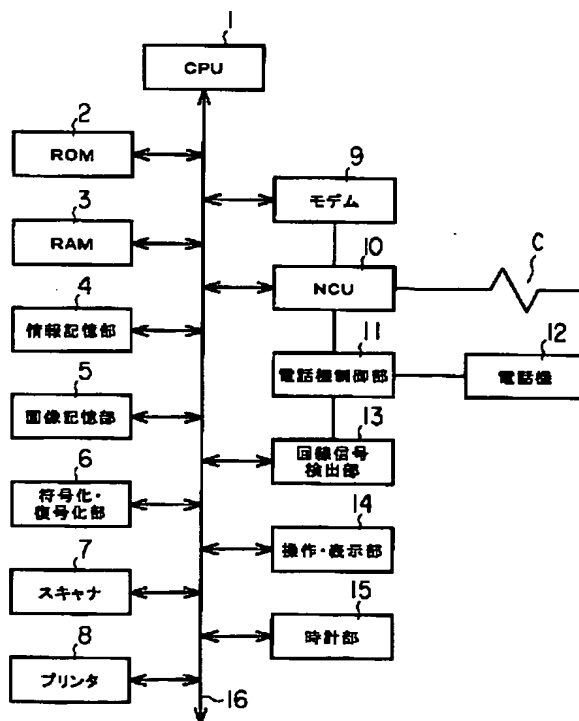 1
CPU
2
ROM
3
RAM
4
情報記憶部
5
画像記憶部
6
符号化・
復号化部
7
スキャナ
8
プリンタ
9
モデム
10
NCU
C
11
電話機制御部
12
電話機
13
回線信号
検出部
14
操作・表示部
15
時計部
16